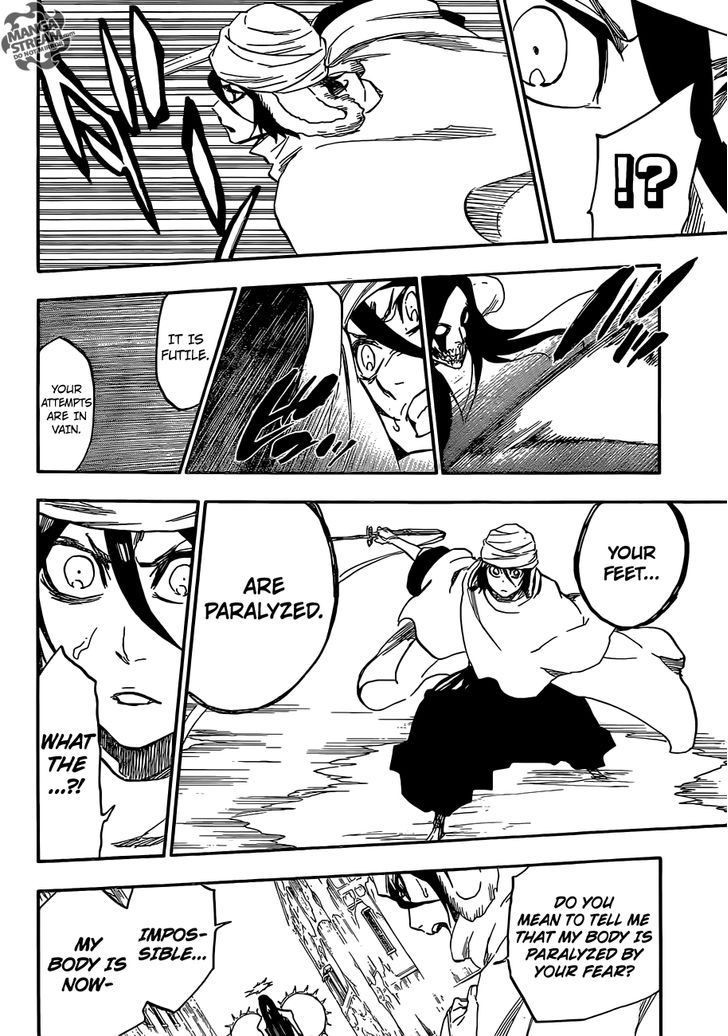 MANGA
STREAM
!?
IT IS
FUTILE.
YOUR
ATTEMPTS
ARE IN
VAIN.
YOUR
FEET...
ARE
PARALYZED.
WHAT
THE
...?!
DO YOU
MEAN TO TELL ME
THAT MY BODY IS
PARALYZED BY
YOUR FEAR?
IMPOS-
SIBLE...
MY
BODY IS
NOW-